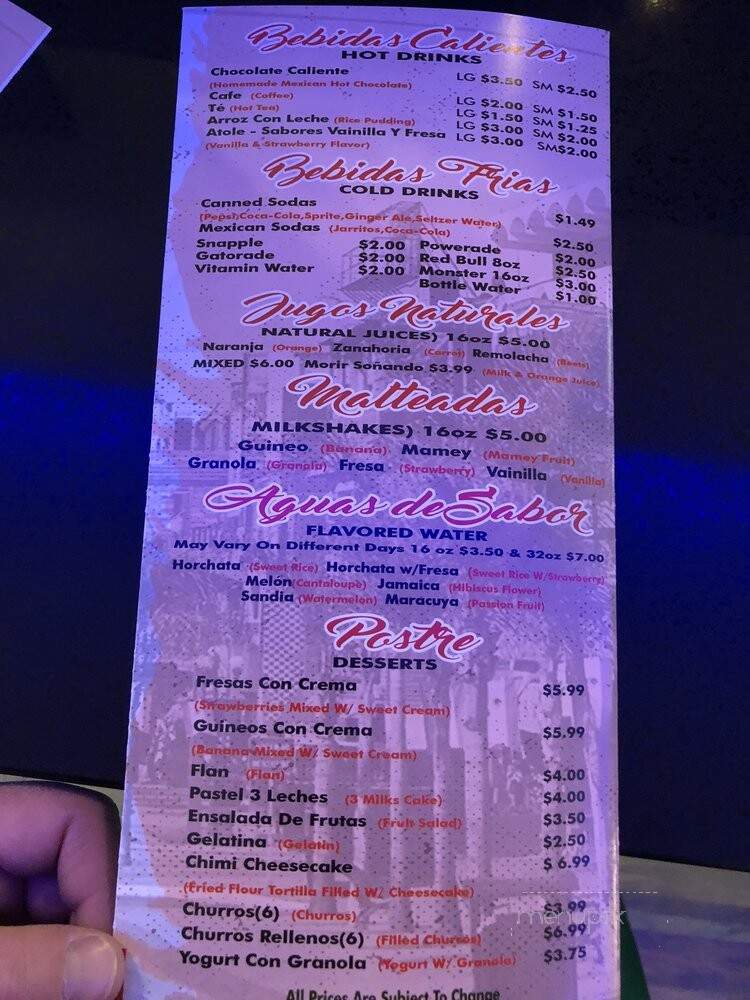 Bebidas Calientes
HOT DRINKS
Chocolate Caliente LG $3.50 SM $2.50
(Homemade Mexican Hot Chocolate)
Cafe (Coffee) LG $2.00 SM $1.50
Té (Hot Tea) LG $1.50 SM $1.25
Arroz Con Leche (Rice Pudding) LG $3.00 SM $2.00
Atole - Sabores Vainilla Y Fresa LG $3.00 SM$2.00
(Vanilla & Strawberry Flavor)
Bebidas Frias
COLD DRINKS
Canned Sodas $1.49
(Pepsi,Coca-Cola,Sprite,Ginger Ale,Seltzer Water)
Mexican Sodas (Jarritos,Coca-Cola) $2.50
Snapple $2.00 Powerade $2.00
Gatorade $2.00 Red Bull 8oz $2.50
Vitamin Water $2.00 Monster 16oz $3.00
Bottle Water $1.00
Jugos Naturales
NATURAL JUICES) 16oz $5.00
Naranja (Orange) Zanahoria (Carrot) Remolacha (Beets)
MIXED $6.00 Morir Soñando $3.99 (Milk & Orange Juice)
Malteadas
MILKSHAKES) 16oz $5.00
Guineo (Banana) Mamey (Mamey Fruit)
Granola (Granola) Fresa (Strawberry) Vainilla (Vanilla)
Aguas de Sabor
FLAVORED WATER
May Vary On Different Days 16 oz $3.50 & 32oz $7.00
Horchata (Sweet Rice) Horchata w/Fresa (Sweet Rice W/Strawberry)
Melón(Cantaloupe) Jamaica (Hibiscus Flower)
Sandia (Watermelon) Maracuya (Passion Fruit)
Postre
DESSERTS
Fresas Con Crema $5.99
(Strawberries Mixed W/ Sweet Cream)
Guineos Con Crema $5.99
(Banana Mixed W/ Sweet Cream)
Flan (Flan) $4.00
Pastel 3 Leches (3 Milks Cake) $4.00
Ensalada De Frutas (Fruit Salad) $3.50
Gelatina (Gelatin) $2.50
Chimi Cheesecake $ 6.99
(Fried Flour Tortilla Filled W/ Cheesecake)
Churros(6) (Churros) $3.99
Churros Rellenos(6) (Filled Churros) $6.99
Yogurt Con Granola (Yogurt W/ Granola) $3.75
All Prices Are Subject To Change